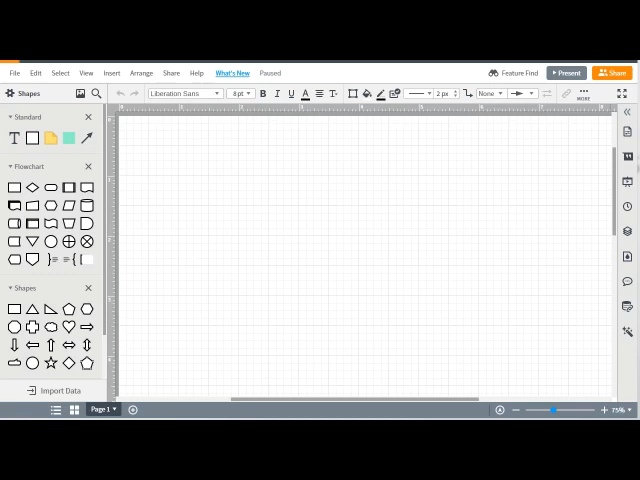 File Edit Select View Insert Arrange Share Help What's New Paused Feature Find Present Share
Shapes Liberation Sans 8 pt B I U A T 2 px None MORE
Standard
T
Flowchart
Shapes
Import Data
Page 1 75%